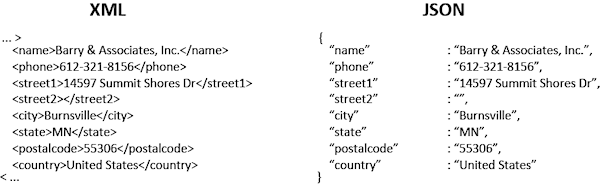 XML
... >
<name>Barry & Associates, Inc.</name>
<phone>612-321-8156</phone>
<street1>14597 Summit Shores Dr</street1>
<street2></street2>
<city>Burnsville</city>
<state>MN</state>
<postalcode>55306</postalcode>
<country>United States</country>
< ...
JSON
{
“name” : “Barry & Associates, Inc.”,
“phone” : “612-321-8156”,
“street1” : “14597 Summit Shores Dr”,
“street2” : “”,
“city” : “Burnsville”,
“state” : “MN”,
“postalcode” : “55306”,
“country” : “United States”
}